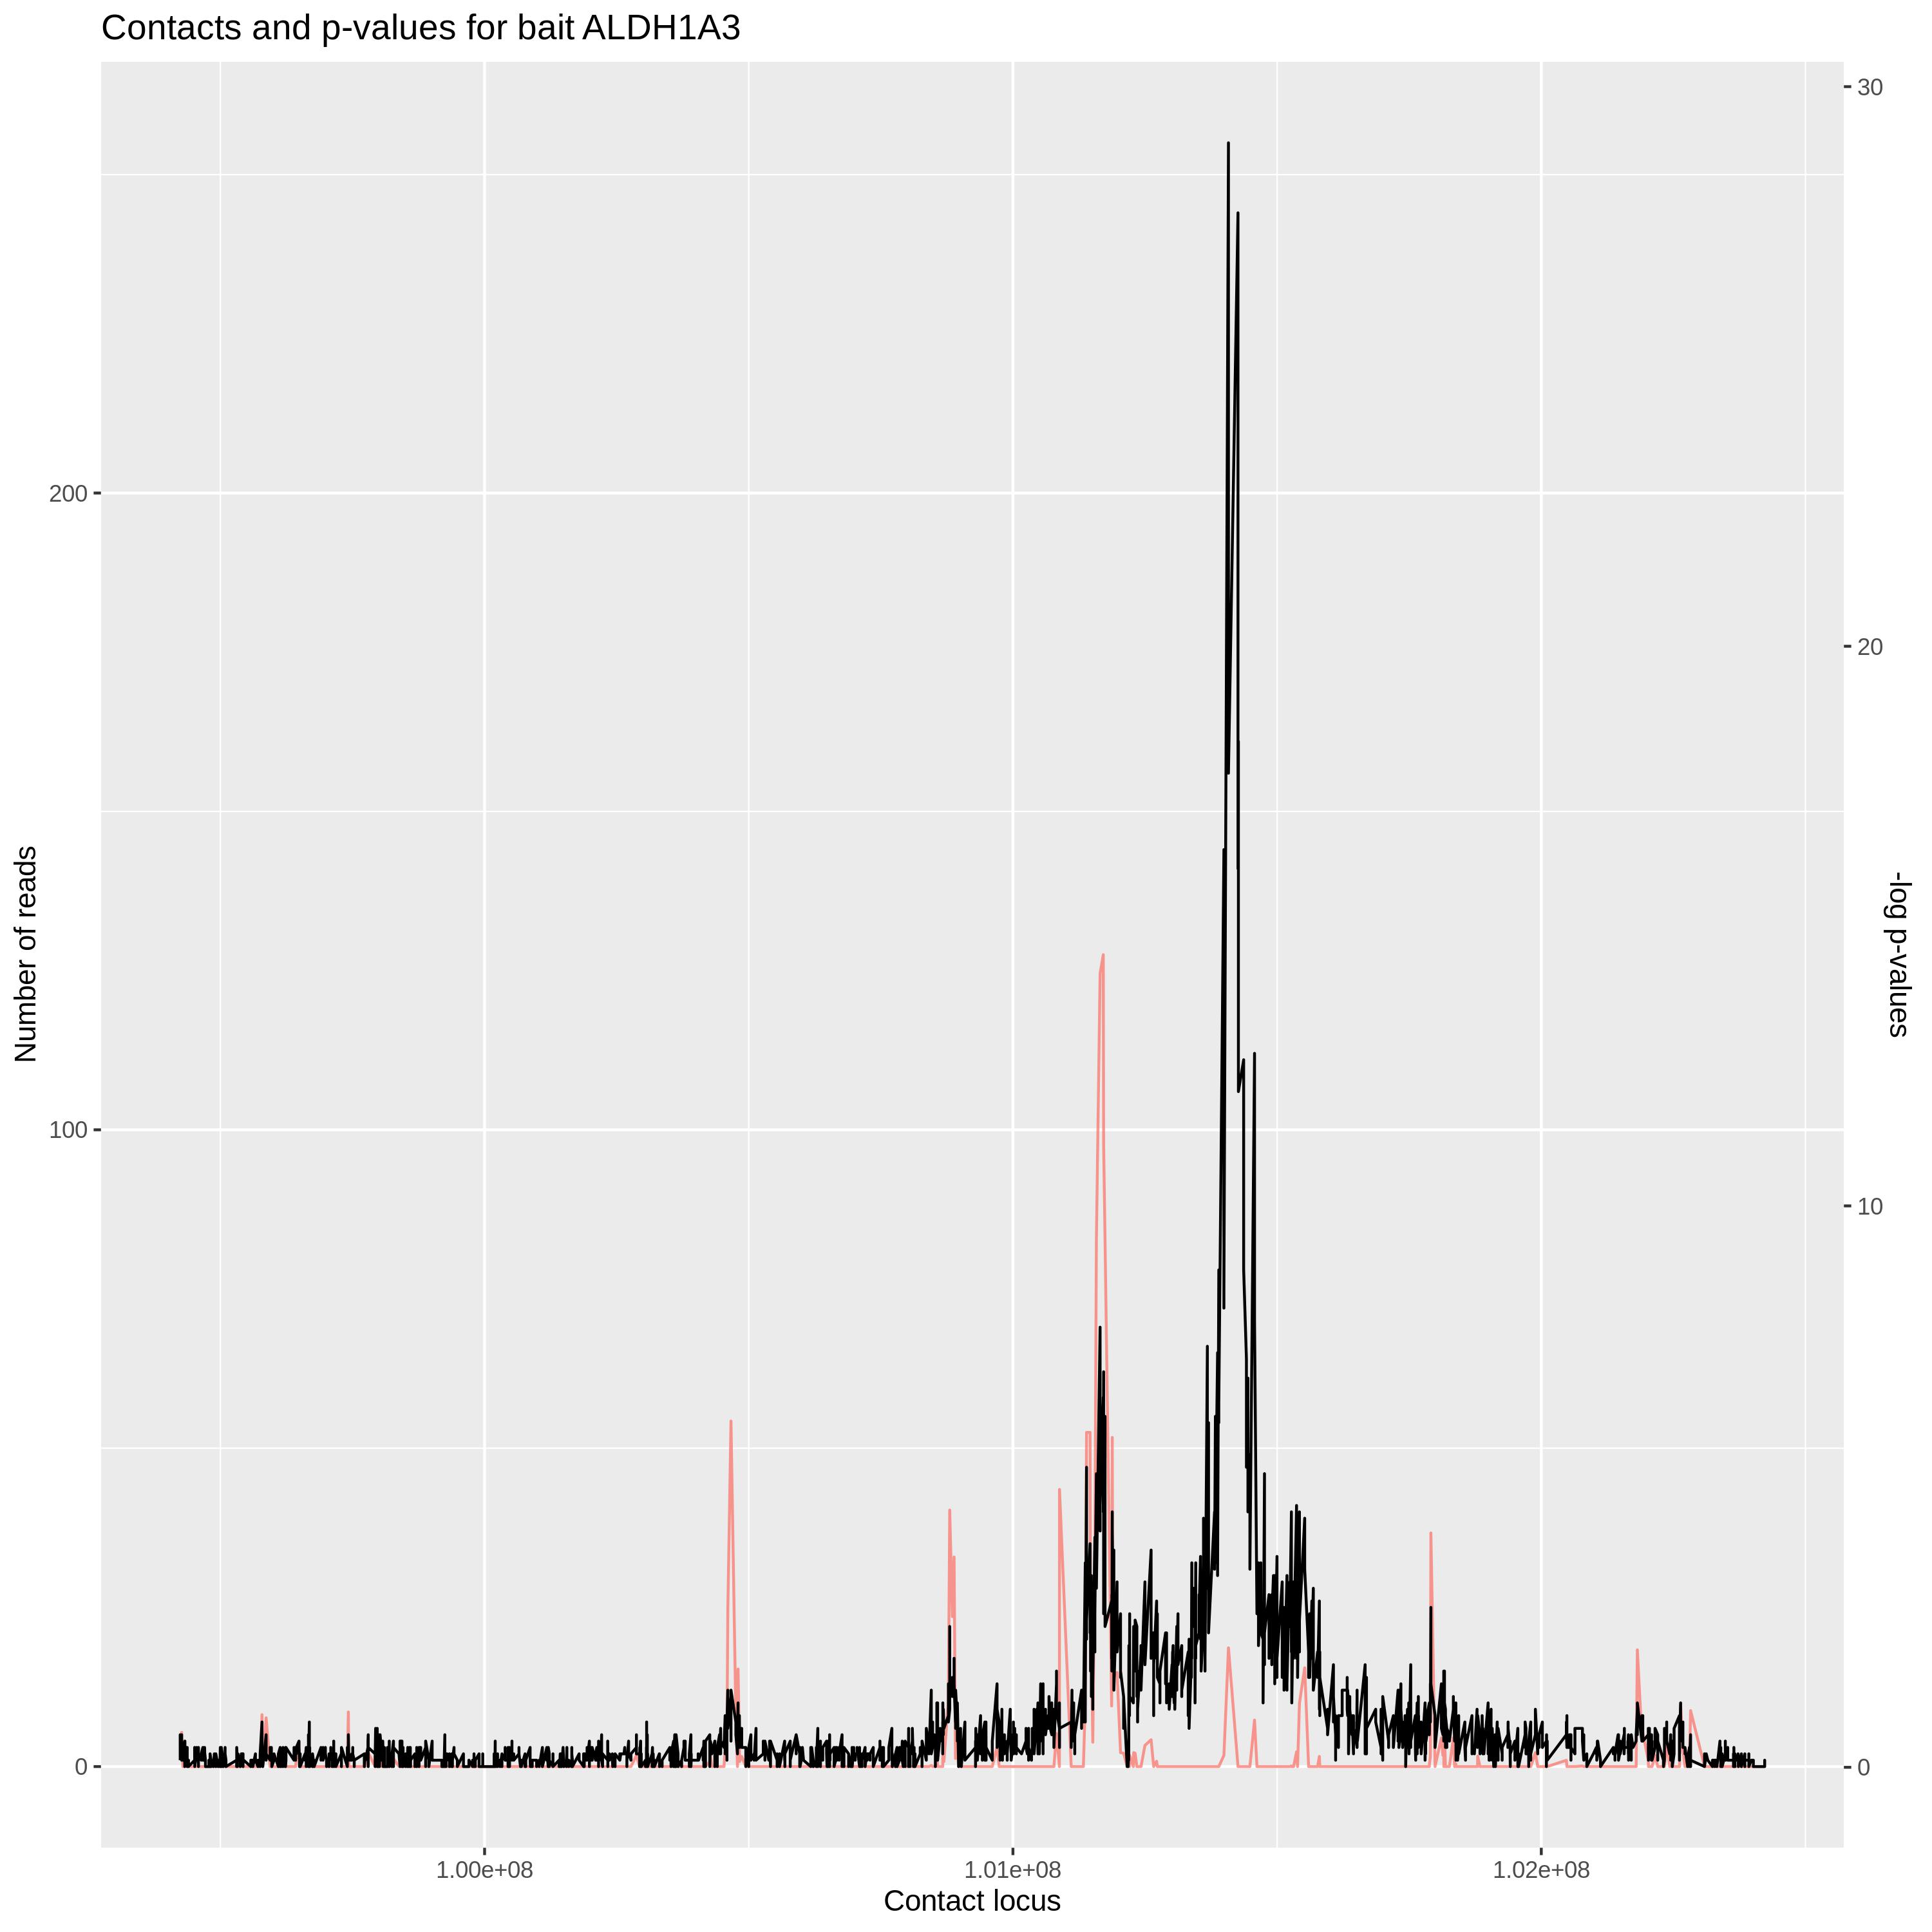 Contacts and p-values for bait ALDH1A3
30
200
20
Number of reads
-log p-values
100
10
0
0
1.00e+08
1.01e+08
1.02e+08
Contact locus